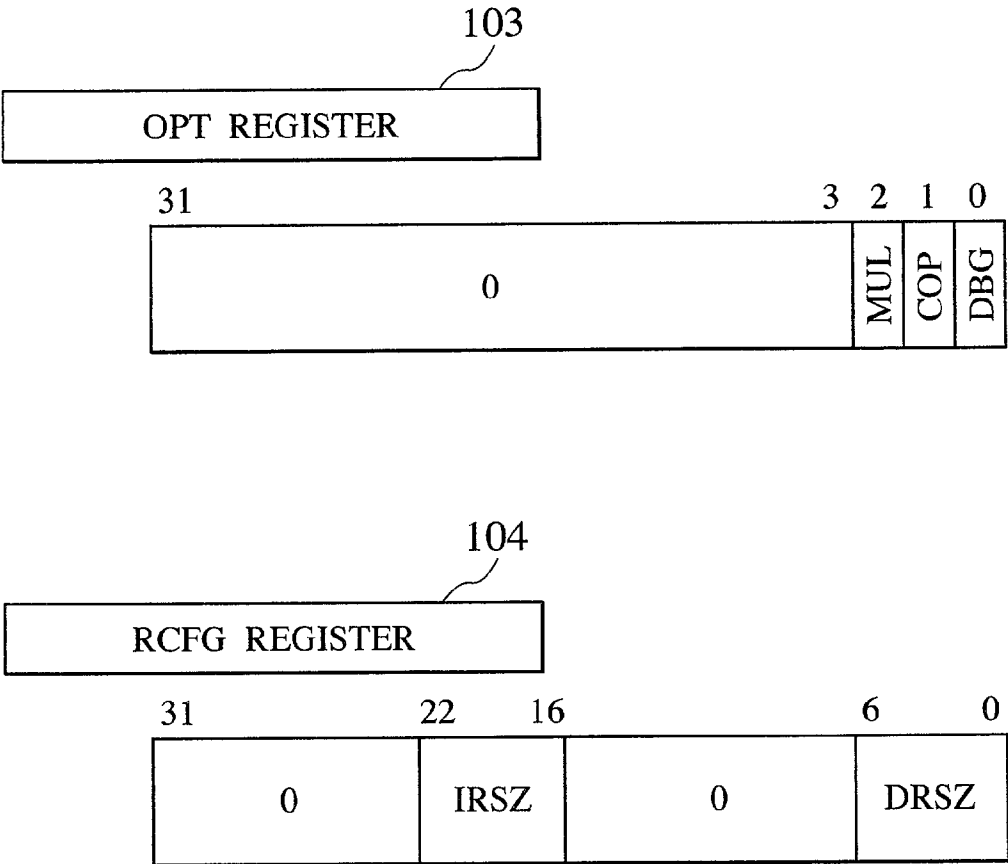 103
OPT REGISTER
31 3 2 1 0
0 MUL COP DBG
104
RCFG REGISTER
31 22 16 6 0
0 IRSZ 0 DRSZ